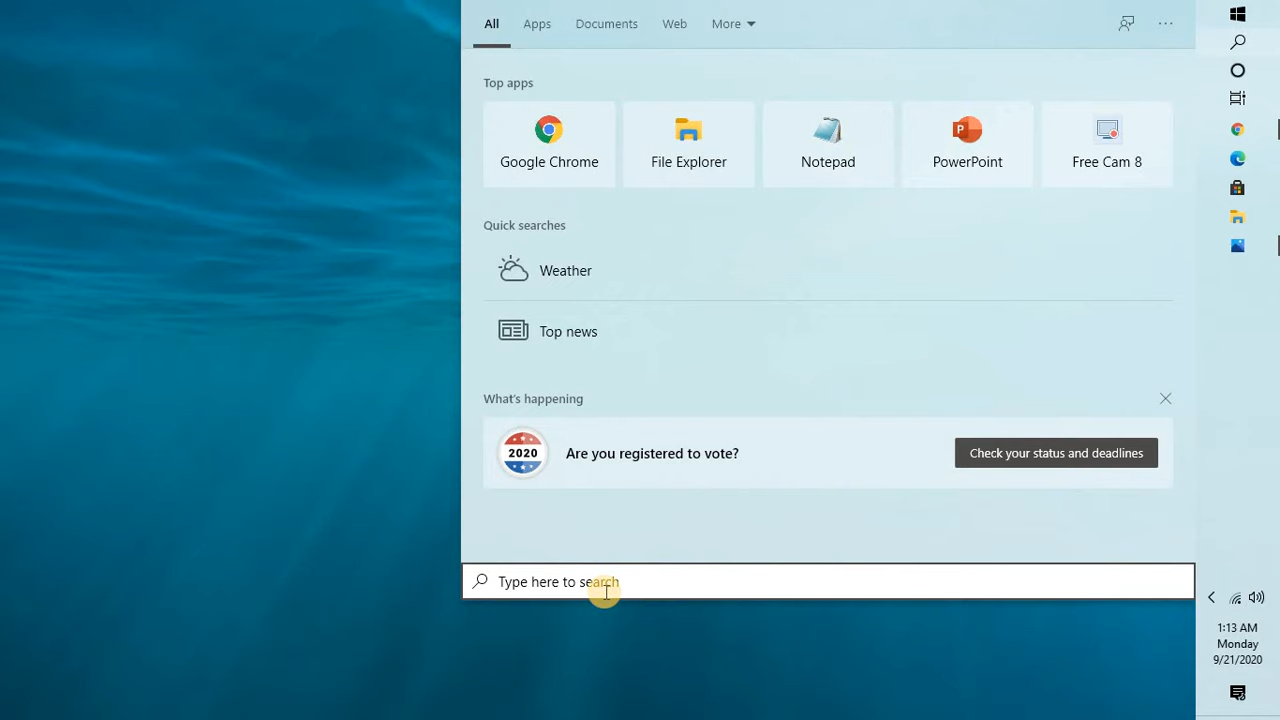 All Apps Documents Web More
Top apps
Google Chrome File Explorer Notepad PowerPoint Free Cam 8
Quick searches
Weather
Top news
What's happening
2020 Are you registered to vote? Check your status and deadlines
Type here to search
1:13 AM
Monday
9/21/2020